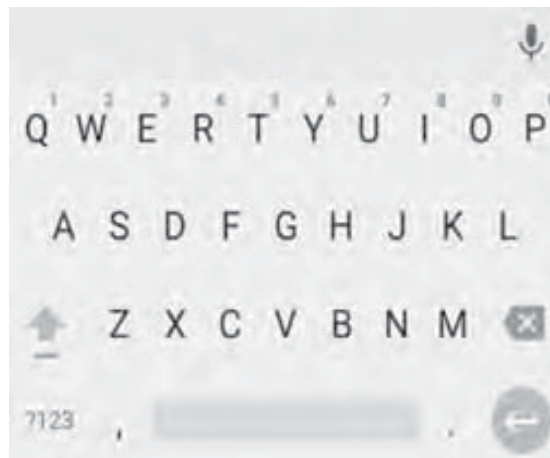 1 2 3 4 5 6 7 8 9
Q W E R T Y U I O P
A S D F G H J K L
Z X C V B N M
?123 , .